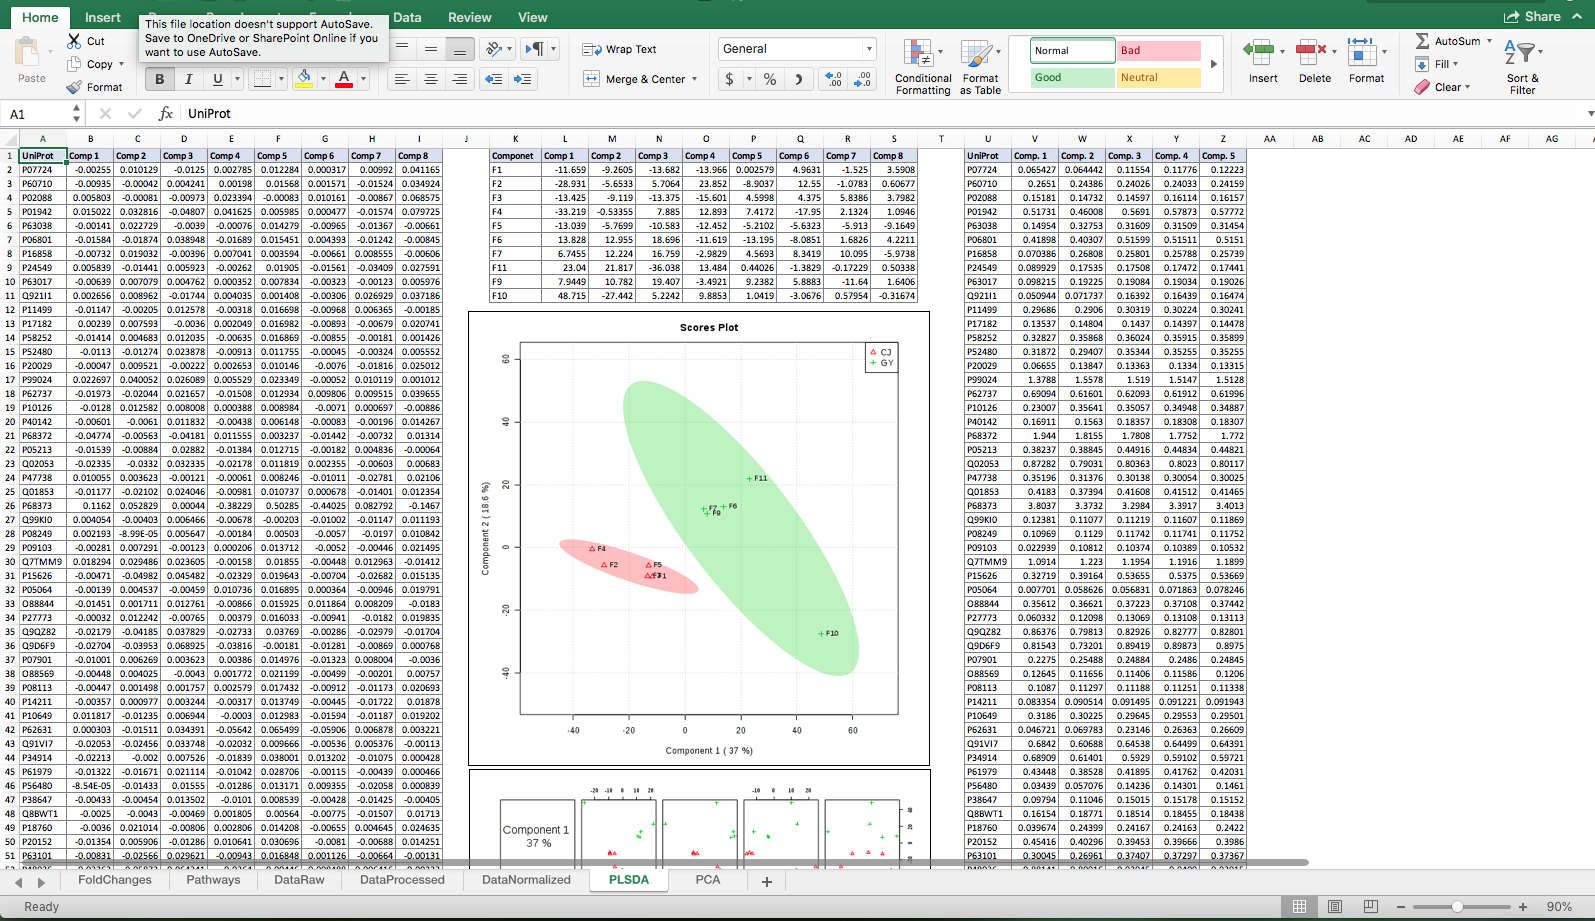 Home Insert Data Review View Share
This file location doesn't support AutoSave.
Save to OneDrive or SharePoint Online if you
want to use AutoSave.
Paste
Cut
Copy
Format
B I U A
Wrap Text
Merge & Center
General
$ %
Conditional Formatting
Format as Table
Normal Bad
Good Neutral
Insert Delete Format
AutoSum
Fill
Clear
Sort & Filter
A1 fx UniProt
A B C D E F G H I J K L M N O P Q R S T U V W X Y Z AA AB AC AD AE AF AG
1 UniProt Comp 1 Comp 2 Comp 3 Comp 4 Comp 5 Comp 6 Comp 7 Comp 8
2 P07724 -0.00255 0.010129 -0.0125 0.002785 0.012284 0.000317 0.00992 0.041165
3 P60710 -0.00935 -0.00042 0.004241 0.00198 0.01568 0.001571 -0.01524 0.034924
4 P02088 0.005803 -0.00081 -0.00973 0.023394 -0.00083 0.010161 -0.00867 0.068575
5 P01942 0.015022 0.032816 -0.04807 0.041625 0.005985 0.000477 -0.01574 0.079725
6 P63038 -0.00141 0.022729 -0.0039 -0.00076 0.014279 -0.00965 -0.01367 -0.00661
7 P06801 -0.01584 -0.01874 0.038948 -0.01689 0.015451 0.004393 -0.01242 -0.00845
8 P16858 -0.00732 0.019032 -0.00396 0.007041 0.003594 -0.00661 0.008555 -0.00606
9 P24549 0.005839 -0.01441 0.005923 -0.00262 0.01905 -0.01561 -0.03409 0.027591
10 P63017 -0.00639 0.007079 0.004762 0.000352 0.007834 -0.00323 -0.00123 0.005976
11 Q921I1 0.002656 0.008962 -0.01744 0.004035 0.001408 -0.00306 0.026929 0.037186
12 P11499 -0.01147 -0.00205 0.012578 -0.00318 0.016698 -0.00968 0.006365 -0.00185
13 P17182 0.00239 0.007593 -0.0036 0.002049 0.016982 -0.00893 -0.00679 0.020741
14 P58252 -0.01414 0.004683 0.012035 -0.00635 0.016869 -0.00855 -0.00181 0.001426
15 P52480 -0.0113 -0.01274 0.023878 -0.00913 0.011755 -0.00045 -0.00324 0.005552
16 P20029 -0.00047 0.009521 -0.00222 0.002653 0.010146 -0.0076 -0.01816 0.025012
17 P99024 0.022697 0.040052 0.026089 0.005529 0.023349 -0.00052 0.010119 0.001012
18 P62737 -0.01973 -0.02044 0.021657 -0.01508 0.012934 0.009806 0.009515 0.039655
19 P10126 -0.0128 0.012582 0.008008 0.000388 0.008984 -0.0071 0.000697 -0.00886
20 P40142 -0.00601 -0.0061 0.011832 -0.00438 0.006148 -0.00083 -0.00196 0.014267
21 P68372 -0.04774 -0.00563 -0.04181 0.011555 0.003237 -0.01442 -0.00732 0.01314
22 P05213 -0.01539 -0.00884 0.02882 -0.01384 0.012715 -0.00182 0.004836 -0.00064
23 Q02053 -0.02335 -0.0332 0.032335 -0.02178 0.011819 0.002355 -0.00603 0.00683
24 P47738 0.010055 0.003623 -0.00121 -0.00061 0.008246 -0.01011 -0.02781 0.02106
25 Q01853 -0.01177 -0.02102 0.024046 -0.00981 0.010737 0.000678 -0.01401 0.012354
26 P68373 0.1162 0.052829 0.00044 -0.38229 0.50285 -0.44025 0.082792 -0.1467
27 Q99KI0 0.004054 -0.00403 0.006466 -0.00678 -0.00203 -0.01002 -0.01147 0.011193
28 P08249 0.002193 -8.99E-05 0.005647 -0.00184 0.00503 -0.0057 -0.0197 0.010842
29 P09103 -0.00281 0.007291 -0.00123 0.000206 0.013712 -0.0052 -0.00446 0.021495
30 Q7TMM9 0.018294 0.029486 0.023605 -0.00158 0.01855 -0.00448 0.012963 -0.01412
31 P15626 -0.00471 -0.04982 0.045482 -0.02329 0.019643 -0.00704 -0.02682 0.015135
32 P05064 -0.00139 0.004537 -0.00459 0.010736 0.016895 0.000364 -0.00946 0.019791
33 O88844 -0.01451 0.001711 0.012761 -0.00866 0.015925 0.011864 0.008209 -0.0183
34 P27773 -0.00032 0.012242 -0.00765 0.00379 0.016033 -0.00941 -0.0182 0.019835
35 Q9QZ82 -0.02179 -0.04185 0.037829 -0.02733 0.03769 -0.00286 -0.02979 -0.01704
36 Q9D6F9 -0.02704 -0.03953 0.068925 -0.03816 -0.00181 -0.01281 -0.00869 0.000768
37 P07901 -0.01001 0.006269 0.003623 0.00386 0.014976 -0.01323 0.008004 -0.0036
38 O88569 -0.00448 0.004025 -0.0043 0.001772 0.021199 -0.00499 -0.00201 0.00757
39 P08113 -0.00447 0.001498 0.001757 0.002579 0.017432 -0.00912 -0.01173 0.020693
40 P14211 -0.00357 0.000977 0.003244 -0.00317 0.013749 -0.00445 -0.01722 0.01878
41 P10649 0.011817 -0.01235 0.006944 -0.0003 0.012983 -0.01594 -0.01187 0.019202
42 P62631 0.000303 -0.01511 0.034391 -0.05642 0.065499 -0.05906 0.006878 0.003221
43 Q91VI7 -0.02053 -0.02456 0.033748 -0.02032 0.009666 -0.00536 0.005376 -0.00113
44 P34914 -0.02213 -0.002 0.007526 -0.01839 0.038001 0.013202 -0.01075 0.000428
45 P61979 -0.01322 -0.01671 0.021114 -0.01042 0.028706 -0.00115 -0.00439 0.000466
46 P56480 -8.54E-05 -0.01433 0.01555 -0.01286 0.013171 0.009355 -0.02058 0.000839
47 P38647 -0.00433 -0.00454 0.013502 -0.0101 0.008539 -0.00428 -0.01425 -0.00405
48 Q8BWT1 -0.0025 -0.0043 -0.00469 0.001805 0.00564 -0.00775 -0.01507 0.01713
49 P18760 -0.0036 0.021014 -0.00806 0.002806 0.014208 -0.00655 0.004645 0.024635
50 P20152 -0.01354 0.005906 -0.01286 0.010641 0.030696 -0.0081 -0.00688 0.014251
51 P63101 -0.00831 -0.02566 0.029621 -0.00943 0.016848 0.001126 -0.00664 -0.00131
Componet Comp 1 Comp 2 Comp 3 Comp 4 Comp 5 Comp 6 Comp 7 Comp 8
F1 -11.659 -9.2605 -13.682 -13.966 0.002579 4.9631 -1.525 3.5908
F2 -28.931 -5.6533 5.7064 23.852 -8.9037 12.55 -1.0783 0.60677
F3 -13.425 -9.119 -13.375 -15.601 4.5998 4.375 5.8386 3.7982
F4 -33.219 -0.53355 7.885 12.893 7.4172 -17.95 2.1324 1.0946
F5 -13.039 -5.7699 -10.583 -12.452 -5.2102 -5.6323 -5.913 -9.1649
F6 13.828 12.955 18.696 -11.619 -13.195 -8.0851 1.6826 4.2211
F7 6.7455 12.224 16.759 -2.9829 4.5693 8.3419 10.095 -5.9738
F11 23.04 21.817 -36.038 13.484 0.44026 -1.3829 -0.17229 0.50338
F9 7.9449 10.782 19.407 -3.4921 9.2382 5.8883 -11.64 1.6406
F10 48.715 -27.442 5.2242 9.8853 1.0419 -3.0676 0.57954 -0.31674
Scores Plot
CJ
GY
60 40 20 0 -20 -40
Component 2 ( 18.6 %)
F11
F7 F6
F9
F4
F2 F5
F10
-40 -20 0 20 40 60
Component 1 ( 37 %)
-20 -10 0 10 20
-10 0 10 20
Component 1
37 %
UniProt Comp. 1 Comp. 2 Comp. 3 Comp. 4 Comp. 5
P07724 0.065427 0.064442 0.11554 0.11776 0.12223
P60710 0.2651 0.24386 0.24026 0.24033 0.24159
P02088 0.15181 0.14732 0.14597 0.16114 0.16157
P01942 0.51731 0.46008 0.5691 0.57873 0.57772
P63038 0.14954 0.32753 0.31609 0.31509 0.31454
P06801 0.41898 0.40307 0.51599 0.51511 0.5151
P16858 0.070386 0.26808 0.25801 0.25788 0.25739
P24549 0.089929 0.17535 0.17508 0.17472 0.17441
P63017 0.098215 0.19225 0.19084 0.19034 0.19026
Q921I1 0.050944 0.071737 0.16392 0.16439 0.16474
P11499 0.29686 0.2906 0.30319 0.30224 0.30241
P17182 0.13537 0.14804 0.1437 0.14397 0.14478
P58252 0.32827 0.35868 0.36024 0.35915 0.35899
P52480 0.31872 0.29407 0.35344 0.35255 0.35255
P20029 0.06655 0.13847 0.13363 0.1334 0.13315
P99024 1.3788 1.5578 1.519 1.5147 1.5128
P62737 0.69094 0.61601 0.62093 0.61912 0.61996
P10126 0.23007 0.35641 0.35057 0.34948 0.34887
P40142 0.16911 0.1563 0.18357 0.18308 0.18307
P68372 1.944 1.8155 1.7808 1.7752 1.772
P05213 0.38237 0.38845 0.44916 0.44834 0.44821
Q02053 0.87282 0.79031 0.80363 0.8023 0.80117
P47738 0.35196 0.31376 0.30138 0.30054 0.30025
Q01853 0.4183 0.37394 0.41608 0.41512 0.41465
P68373 3.8037 3.3732 3.2984 3.3917 3.4013
Q99KI0 0.12381 0.11077 0.11219 0.11607 0.11869
P08249 0.10969 0.1129 0.11742 0.11741 0.11752
P09103 0.022939 0.10812 0.10374 0.10389 0.10532
Q7TMM9 1.0914 1.223 1.1954 1.1916 1.1899
P15626 0.32719 0.39164 0.53655 0.5375 0.53669
P05064 0.007701 0.058626 0.056831 0.071863 0.078246
O88844 0.35612 0.36621 0.37223 0.37108 0.37442
P27773 0.060332 0.12098 0.13069 0.13108 0.13113
Q9QZ82 0.86376 0.79813 0.82926 0.82777 0.82801
Q9D6F9 0.81543 0.73201 0.89419 0.89873 0.8975
P07901 0.2275 0.25488 0.24884 0.2486 0.24845
O88569 0.12645 0.11656 0.11406 0.11586 0.1206
P08113 0.1087 0.11297 0.11188 0.11251 0.11338
P14211 0.083354 0.090514 0.091495 0.091221 0.091943
P10649 0.3186 0.30225 0.29645 0.29553 0.29501
P62631 0.046721 0.069783 0.23146 0.26363 0.26609
Q91VI7 0.6842 0.60688 0.64538 0.64499 0.64391
P34914 0.68909 0.61401 0.5929 0.59102 0.59721
P61979 0.43448 0.38528 0.41895 0.41762 0.42031
P56480 0.03439 0.057076 0.14236 0.14301 0.1461
P38647 0.09794 0.11046 0.15015 0.15178 0.15152
Q8BWT1 0.16154 0.18771 0.18514 0.18455 0.18438
P18760 0.039674 0.24399 0.24167 0.24163 0.2422
P20152 0.45416 0.40296 0.39453 0.39666 0.3986
P63101 0.30045 0.26961 0.37407 0.37297 0.37367
FoldChanges Pathways DataRaw DataProcessed DataNormalized PLSDA PCA +
Ready 90%